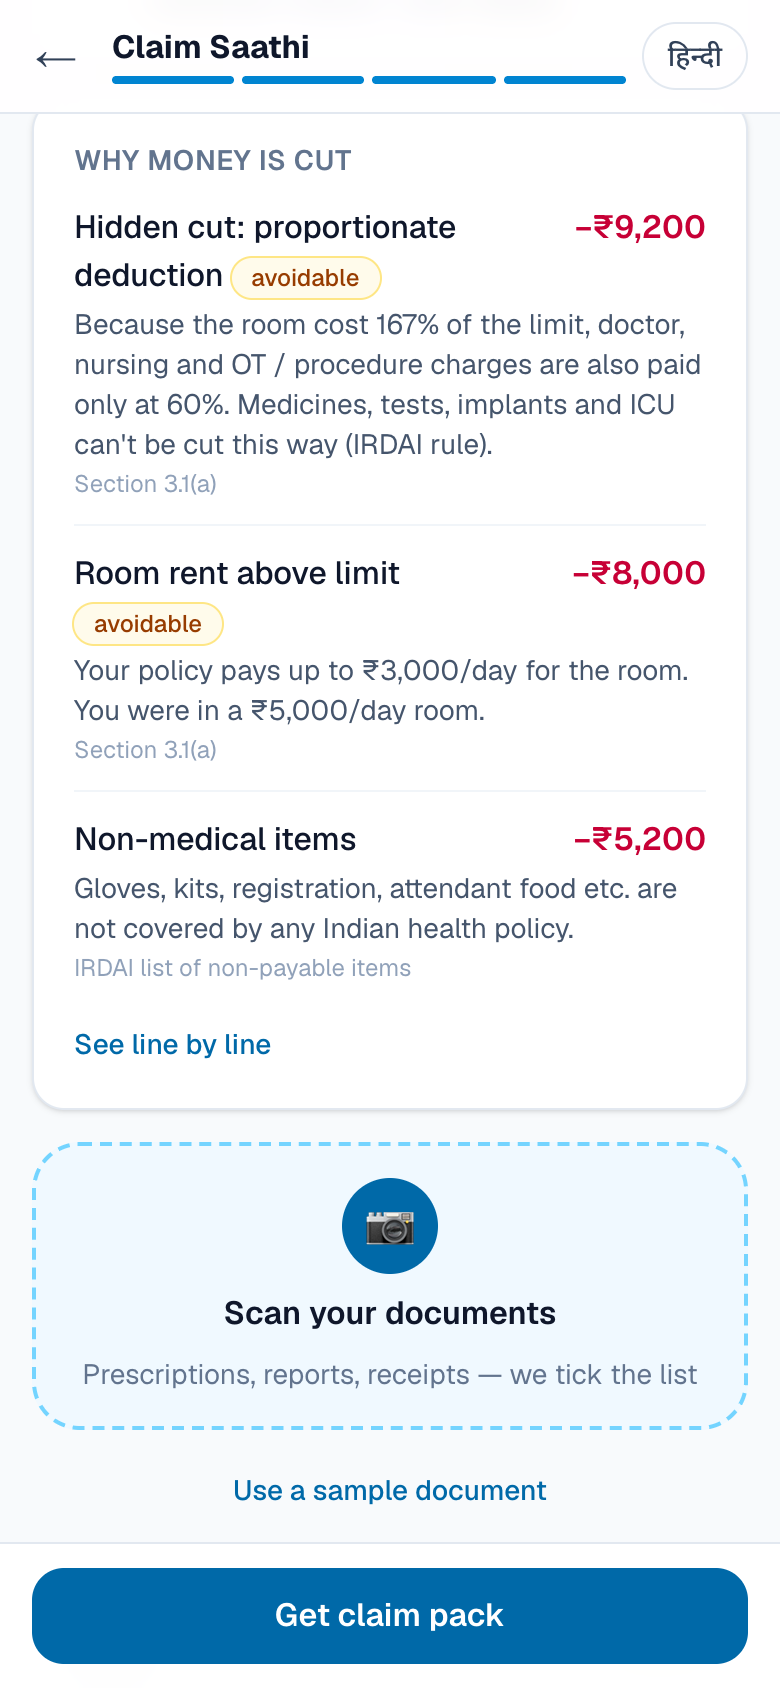 ←
Claim Saathi
हिन्दी
WHY MONEY IS CUT
Hidden cut: proportionate −₹9,200
deduction avoidable
Because the room cost 167% of the limit, doctor,
nursing and OT / procedure charges are also paid
only at 60%. Medicines, tests, implants and ICU
can't be cut this way (IRDAI rule).
Section 3.1(a)
Room rent above limit −₹8,000
avoidable
Your policy pays up to ₹3,000/day for the room.
You were in a ₹5,000/day room.
Section 3.1(a)
Non-medical items −₹5,200
Gloves, kits, registration, attendant food etc. are
not covered by any Indian health policy.
IRDAI list of non-payable items
See line by line
Scan your documents
Prescriptions, reports, receipts — we tick the list
Use a sample document
Get claim pack